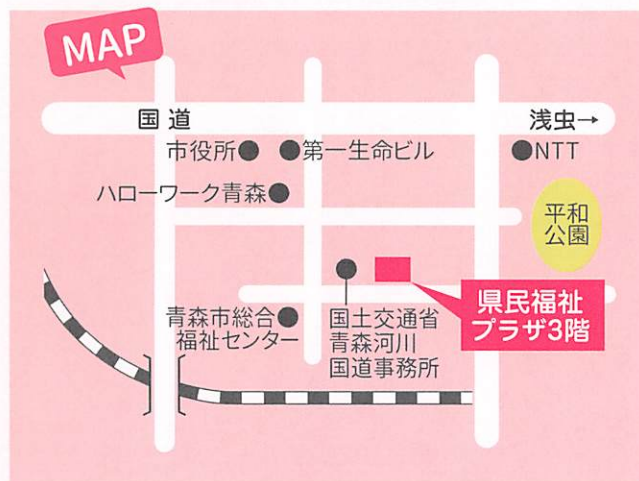 MAP
国道
浅虫→
市役所
第一生命ビル
NTT
ハローワーク青森
平和
公園
県民福祉
プラザ3階
青森市総合
福祉センター
国土交通省
青森河川
国道事務所